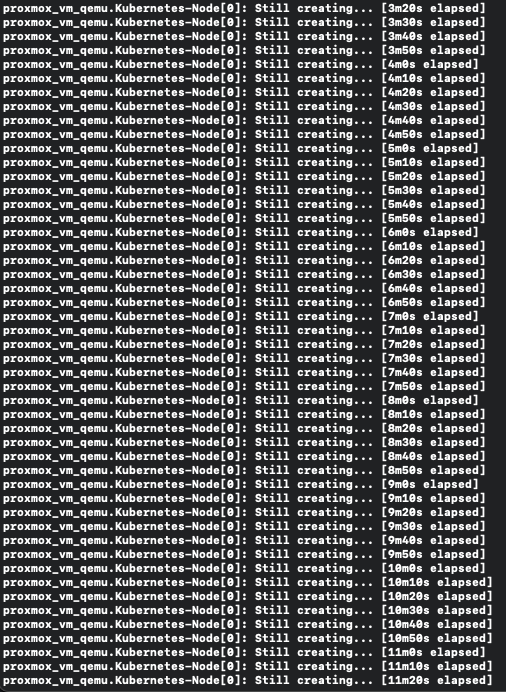 proxmox_vm_qemu.Kubernetes-Node[0]: Still creating... [3m20s elapsed]
proxmox_vm_qemu.Kubernetes-Node[0]: Still creating... [3m30s elapsed]
proxmox_vm_qemu.Kubernetes-Node[0]: Still creating... [3m40s elapsed]
proxmox_vm_qemu.Kubernetes-Node[0]: Still creating... [3m50s elapsed]
proxmox_vm_qemu.Kubernetes-Node[0]: Still creating... [4m0s elapsed]
proxmox_vm_qemu.Kubernetes-Node[0]: Still creating... [4m10s elapsed]
proxmox_vm_qemu.Kubernetes-Node[0]: Still creating... [4m20s elapsed]
proxmox_vm_qemu.Kubernetes-Node[0]: Still creating... [4m30s elapsed]
proxmox_vm_qemu.Kubernetes-Node[0]: Still creating... [4m40s elapsed]
proxmox_vm_qemu.Kubernetes-Node[0]: Still creating... [4m50s elapsed]
proxmox_vm_qemu.Kubernetes-Node[0]: Still creating... [5m0s elapsed]
proxmox_vm_qemu.Kubernetes-Node[0]: Still creating... [5m10s elapsed]
proxmox_vm_qemu.Kubernetes-Node[0]: Still creating... [5m20s elapsed]
proxmox_vm_qemu.Kubernetes-Node[0]: Still creating... [5m30s elapsed]
proxmox_vm_qemu.Kubernetes-Node[0]: Still creating... [5m40s elapsed]
proxmox_vm_qemu.Kubernetes-Node[0]: Still creating... [5m50s elapsed]
proxmox_vm_qemu.Kubernetes-Node[0]: Still creating... [6m0s elapsed]
proxmox_vm_qemu.Kubernetes-Node[0]: Still creating... [6m10s elapsed]
proxmox_vm_qemu.Kubernetes-Node[0]: Still creating... [6m20s elapsed]
proxmox_vm_qemu.Kubernetes-Node[0]: Still creating... [6m30s elapsed]
proxmox_vm_qemu.Kubernetes-Node[0]: Still creating... [6m40s elapsed]
proxmox_vm_qemu.Kubernetes-Node[0]: Still creating... [6m50s elapsed]
proxmox_vm_qemu.Kubernetes-Node[0]: Still creating... [7m0s elapsed]
proxmox_vm_qemu.Kubernetes-Node[0]: Still creating... [7m10s elapsed]
proxmox_vm_qemu.Kubernetes-Node[0]: Still creating... [7m20s elapsed]
proxmox_vm_qemu.Kubernetes-Node[0]: Still creating... [7m30s elapsed]
proxmox_vm_qemu.Kubernetes-Node[0]: Still creating... [7m40s elapsed]
proxmox_vm_qemu.Kubernetes-Node[0]: Still creating... [7m50s elapsed]
proxmox_vm_qemu.Kubernetes-Node[0]: Still creating... [8m0s elapsed]
proxmox_vm_qemu.Kubernetes-Node[0]: Still creating... [8m10s elapsed]
proxmox_vm_qemu.Kubernetes-Node[0]: Still creating... [8m20s elapsed]
proxmox_vm_qemu.Kubernetes-Node[0]: Still creating... [8m30s elapsed]
proxmox_vm_qemu.Kubernetes-Node[0]: Still creating... [8m40s elapsed]
proxmox_vm_qemu.Kubernetes-Node[0]: Still creating... [8m50s elapsed]
proxmox_vm_qemu.Kubernetes-Node[0]: Still creating... [9m0s elapsed]
proxmox_vm_qemu.Kubernetes-Node[0]: Still creating... [9m10s elapsed]
proxmox_vm_qemu.Kubernetes-Node[0]: Still creating... [9m20s elapsed]
proxmox_vm_qemu.Kubernetes-Node[0]: Still creating... [9m30s elapsed]
proxmox_vm_qemu.Kubernetes-Node[0]: Still creating... [9m40s elapsed]
proxmox_vm_qemu.Kubernetes-Node[0]: Still creating... [9m50s elapsed]
proxmox_vm_qemu.Kubernetes-Node[0]: Still creating... [10m0s elapsed]
proxmox_vm_qemu.Kubernetes-Node[0]: Still creating... [10m10s elapsed]
proxmox_vm_qemu.Kubernetes-Node[0]: Still creating... [10m20s elapsed]
proxmox_vm_qemu.Kubernetes-Node[0]: Still creating... [10m30s elapsed]
proxmox_vm_qemu.Kubernetes-Node[0]: Still creating... [10m40s elapsed]
proxmox_vm_qemu.Kubernetes-Node[0]: Still creating... [10m50s elapsed]
proxmox_vm_qemu.Kubernetes-Node[0]: Still creating... [11m0s elapsed]
proxmox_vm_qemu.Kubernetes-Node[0]: Still creating... [11m10s elapsed]
proxmox_vm_qemu.Kubernetes-Node[0]: Still creating... [11m20s elapsed]